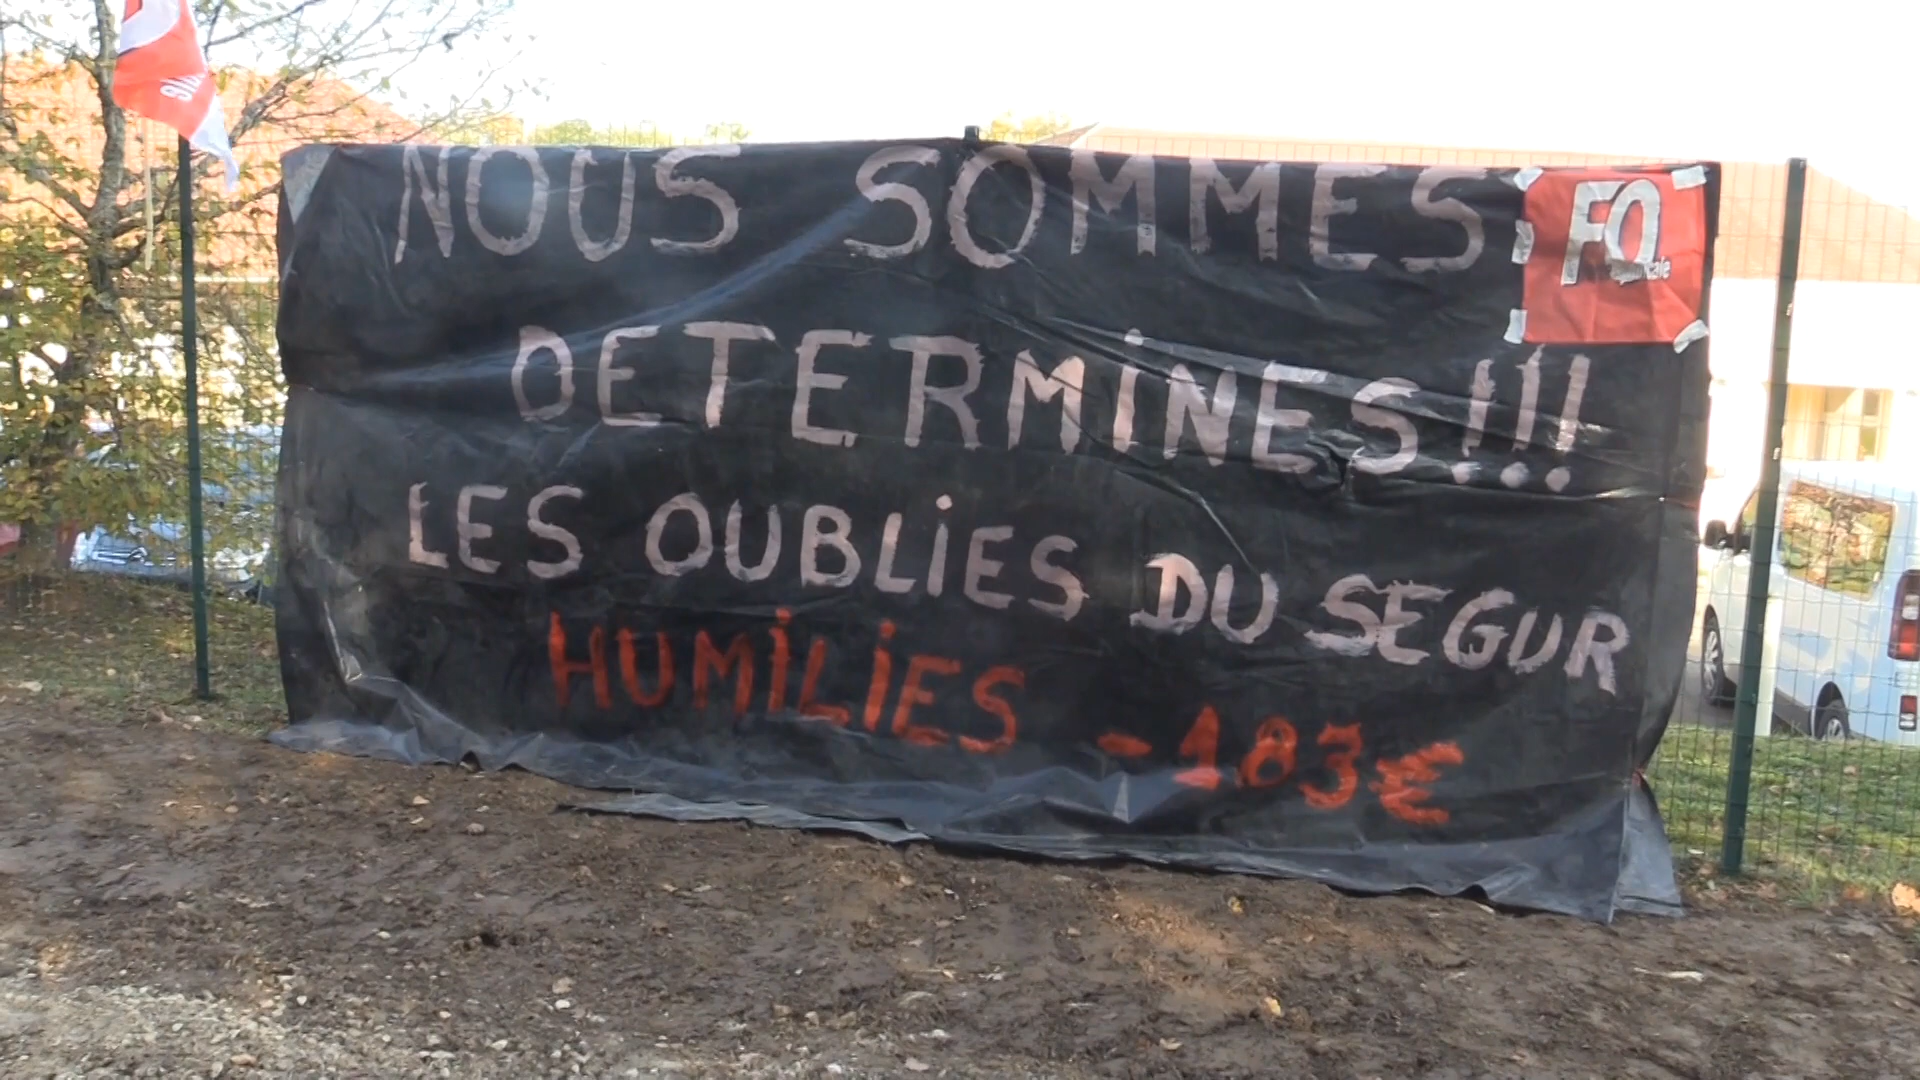 NOUS SOMMES
FO
DETERMiNES!!!
LES OUBLiES DU SEGUR
HUMiLiES -183€